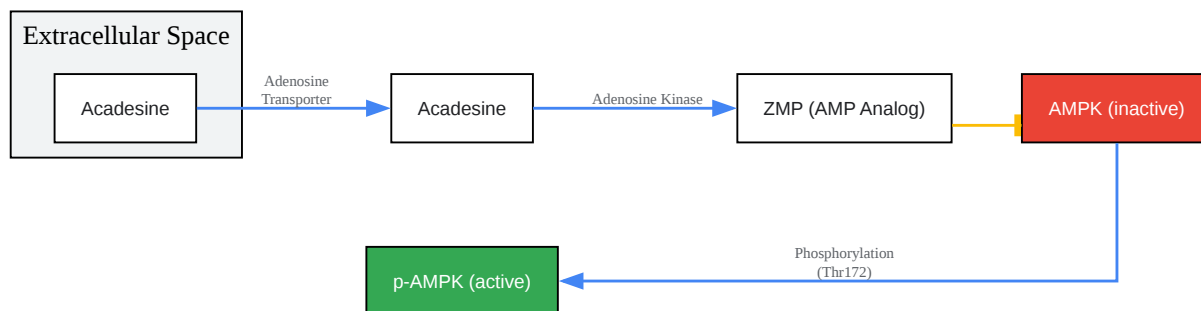 Extracellular Space
Acadesine
Adenosine
Transporter
Acadesine
Adenosine Kinase
ZMP (AMP Analog)
AMPK (inactive)
p-AMPK (active)
Phosphorylation
(Thr172)